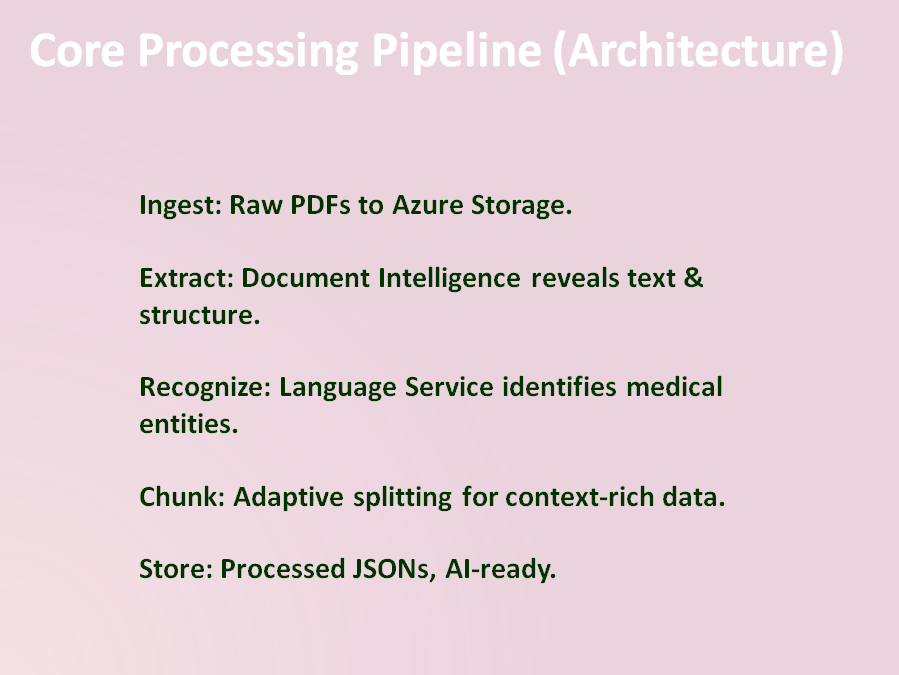 Core Processing Pipeline (Architecture)
Ingest: Raw PDFs to Azure Storage.
Extract: Document Intelligence reveals text &
structure.
Recognize: Language Service identifies medical
entities.
Chunk: Adaptive splitting for context-rich data.
Store: Processed JSONs, AI-ready.